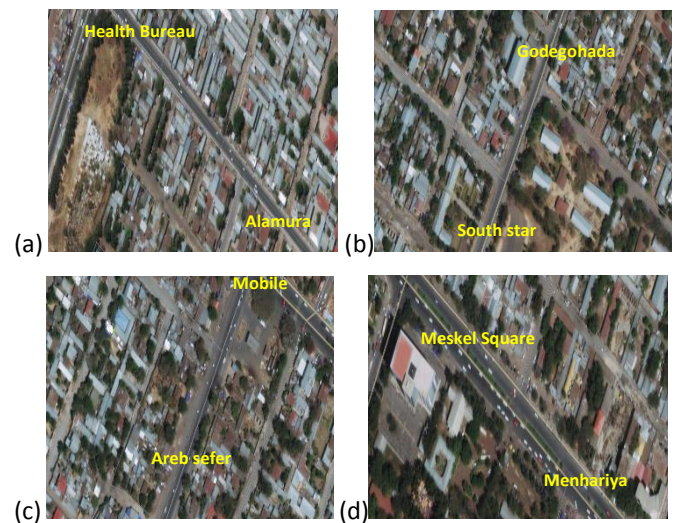 Health Bureau
Alamura
(a)
Godegohada
South star
(b)
Mobile
Areb sefer
(c)
Meskel Square
Menhariya
(d)